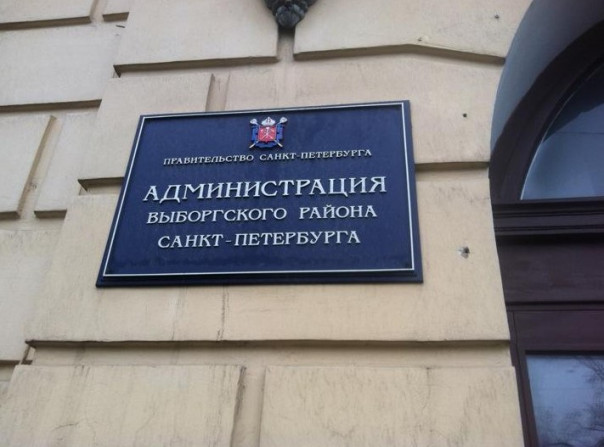 ПРАВИТЕЛЬСТВО САНКТ-ПЕТЕРБУРГА
АДМИНИСТРАЦИЯ
ВЫБОРГСКОГО РАЙОНА
САНКТ-ПЕТЕРБУРГА